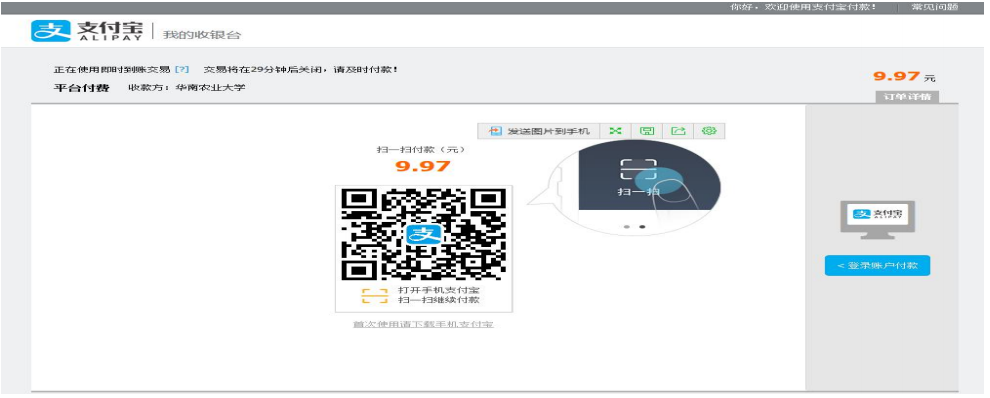 你好，欢迎使用支付宝付款！ 常见问题
支 支付宝 ALIPAY 我的收银台
正在使用即时到账交易 [?] 交易将在29分钟后关闭，请及时付款！
9.97 元
平台付费 收款方：华南农业大学
订单详情
发送图片到手机
扫一扫付款（元）
9.97
扫一扫
支
打开手机支付宝
扫一扫继续付款
首次使用请下载手机支付宝
支 支付宝 ALIPAY
< 登录账户付款